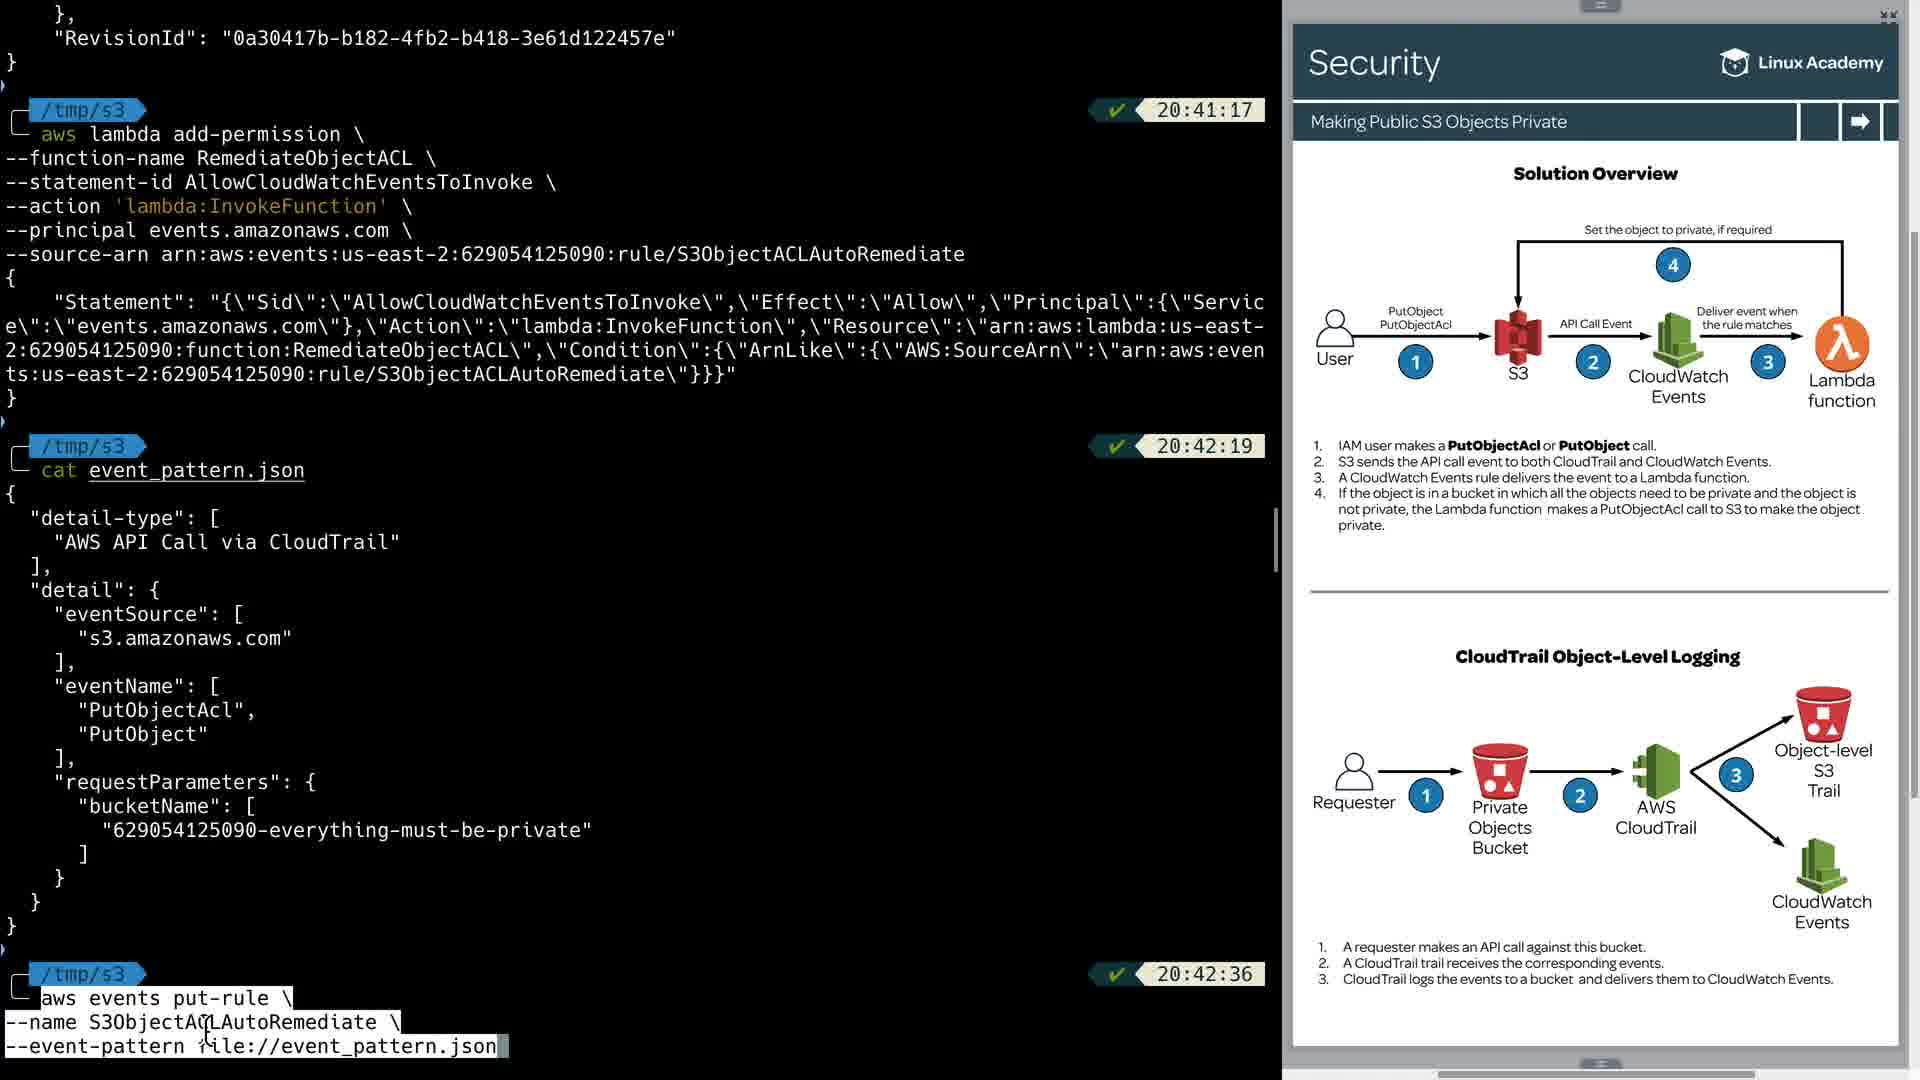 },
"RevisionId": "0a30417b-b182-4fb2-b418-3e61d122457e"
}
/tmp/s3 ✔ 20:41:17
aws lambda add-permission \
--function-name RemediateObjectACL \
--statement-id AllowCloudWatchEventsToInvoke \
--action 'lambda:InvokeFunction' \
--principal events.amazonaws.com \
--source-arn arn:aws:events:us-east-2:629054125090:rule/S3ObjectACLAutoRemediate
{
"Statement": "{\"Sid\":\"AllowCloudWatchEventsToInvoke\",\"Effect\":\"Allow\",\"Principal\":{\"Servic
e\":\"events.amazonaws.com\"},\"Action\":\"lambda:InvokeFunction\",\"Resource\":\"arn:aws:lambda:us-east-
2:629054125090:function:RemediateObjectACL\",\"Condition\":{\"ArnLike\":{\"AWS:SourceArn\":\"arn:aws:even
ts:us-east-2:629054125090:rule/S3ObjectACLAutoRemediate\"}}}"
}
/tmp/s3 ✔ 20:42:19
cat event_pattern.json
{
"detail-type": [
"AWS API Call via CloudTrail"
],
"detail": {
"eventSource": [
"s3.amazonaws.com"
],
"eventName": [
"PutObjectAcl",
"PutObject"
],
"requestParameters": {
"bucketName": [
"629054125090-everything-must-be-private"
]
}
}
}
/tmp/s3 ✔ 20:42:36
aws events put-rule \
--name S3ObjectACLAutoRemediate \
--event-pattern file://event_pattern.json
Security
Linux Academy
Making Public S3 Objects Private
Solution Overview
Set the object to private, if required
4
PutObject
PutObjectAcl
API Call Event
Deliver event when
the rule matches
User
1
S3
2
CloudWatch
Events
3
Lambda
function
1. IAM user makes a PutObjectAcl or PutObject call.
2. S3 sends the API call event to both CloudTrail and CloudWatch Events.
3. A CloudWatch Events rule delivers the event to a Lambda function.
4. If the object is in a bucket in which all the objects need to be private and the object is
not private, the Lambda function makes a PutObjectAcl call to S3 to make the object
private.
CloudTrail Object-Level Logging
Requester
1
Private
Objects
Bucket
2
AWS
CloudTrail
3
Object-level
S3
Trail
CloudWatch
Events
1. A requester makes an API call against this bucket.
2. A CloudTrail trail receives the corresponding events.
3. CloudTrail logs the events to a bucket and delivers them to CloudWatch Events.